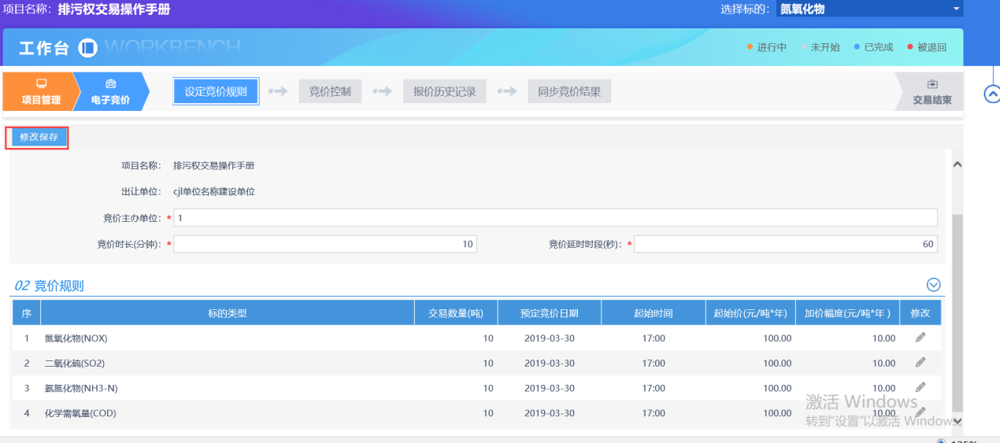 项目名称：排污权交易操作手册 选择标的： 氮氧化物
工作台 WORKBENCH 进行中 未开始 已完成 被退回
项目管理 电子竞价 设定竞价规则 竞价控制 报价历史记录 同步竞价结果 交易结束
修改保存
项目名称： 排污权交易操作手册
出让单位： cjl单位名称建设单位
竞价主办单位：* 1
竞价时长(分钟)：* 10 竞价延时时段(秒)：* 60
02 竞价规则
序 标的类型 交易数量(吨) 预定竞价日期 起始时间 起始价(元/吨*年) 加价幅度(元/吨*年 ) 修改
1 氮氧化物(NOX) 10 2019-03-30 17:00 100.00 10.00
2 二氧化硫(SO2) 10 2019-03-30 17:00 100.00 10.00
3 氨氮化物(NH3-N) 10 2019-03-30 17:00 100.00 10.00
4 化学需氧量(COD) 10 2019-03-30 17:00 100.00 10.00
激活 Windows
转到"设置"以激活 Windows。